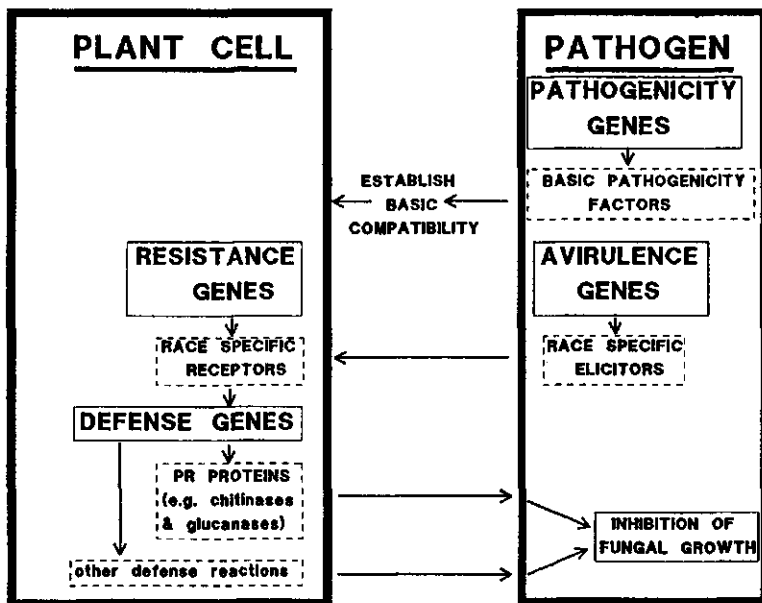 PLANT CELL
PATHOGEN
PATHOGENICITY
GENES
BASIC PATHOGENICITY
FACTORS
ESTABLISH
BASIC
COMPATIBILITY
RESISTANCE
GENES
AVIRULENCE
GENES
RACE SPECIFIC
RECEPTORS
RACE SPECIFIC
ELICITORS
DEFENSE GENES
PR PROTEINS
(e.g. chitinases
& glucanases)
other defense reactions
INHIBITION OF
FUNGAL GROWTH